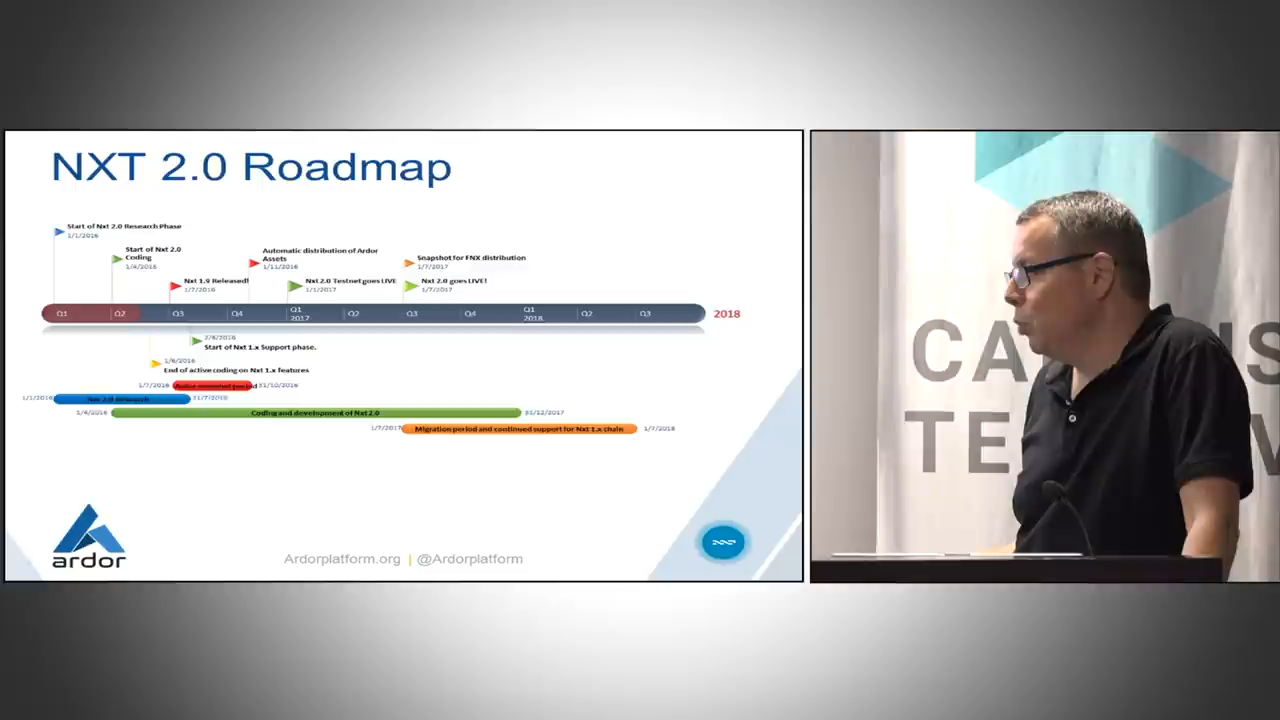 NXT 2.0 Roadmap
Start of Nxt 2.0 Research Phase
1/1/2016
Start of Nxt 2.0
Coding
1/4/2016
Nxt 1.9 Released!
1/7/2016
Automatic distribution of Ardor
Assets
1/11/2016
Nxt 2.0 Testnet goes LIVE
1/1/2017
Snapshot for FNX distribution
1/7/2017
Nxt 2.0 goes LIVE!
1/7/2017
Q1 Q2 Q3 Q4 Q1 Q2 Q3 Q4 Q1 Q2 Q3 2018
2017 2018
Start of Nxt 1.x Support phase.
1/6/2016
End of active coding on Nxt 1.x features
1/7/2016 31/10/2016
1/1/2016 Nxt 2.0 Research
1/4/2016 Coding and development of Nxt 2.0 31/12/2017
1/7/2017 Migration period and continued support for Nxt 1.x chain 1/7/2018
ardor
Ardorplatform.org | @Ardorplatform
CA
TE